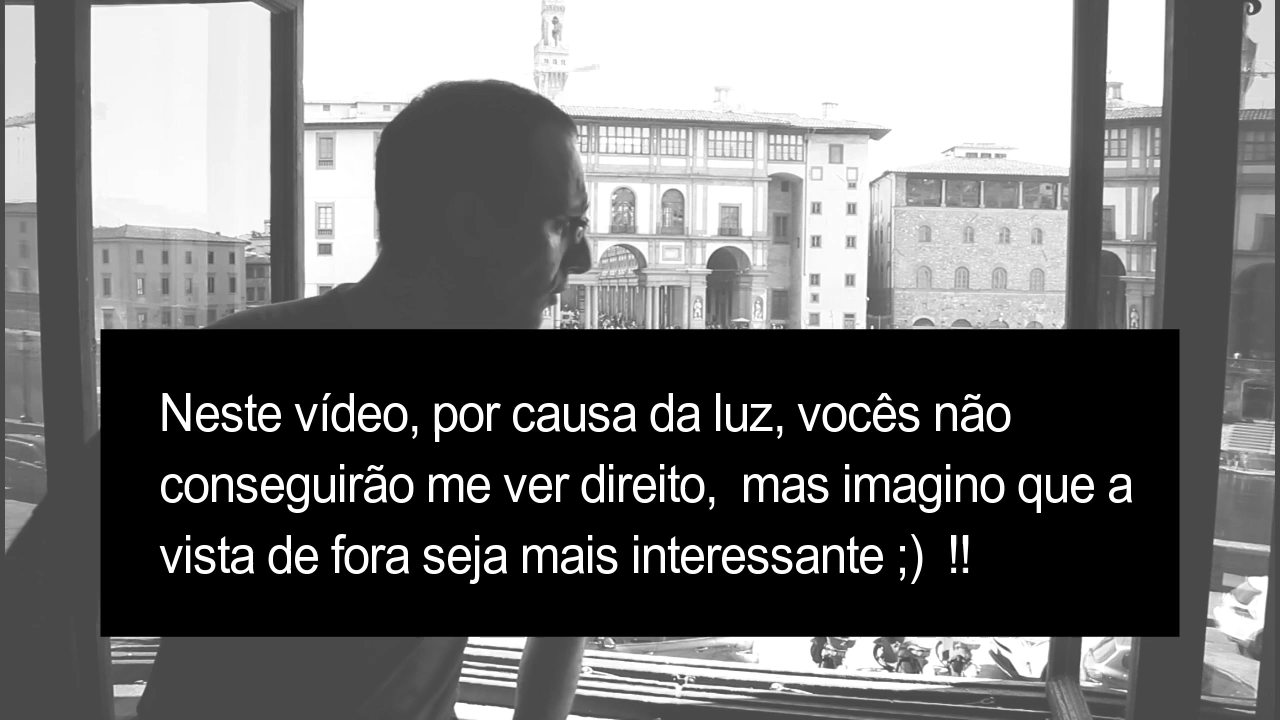 Neste vídeo, por causa da luz, vocês não
conseguirão me ver direito,  mas imagino que a
vista de fora seja mais interessante ;)  !!